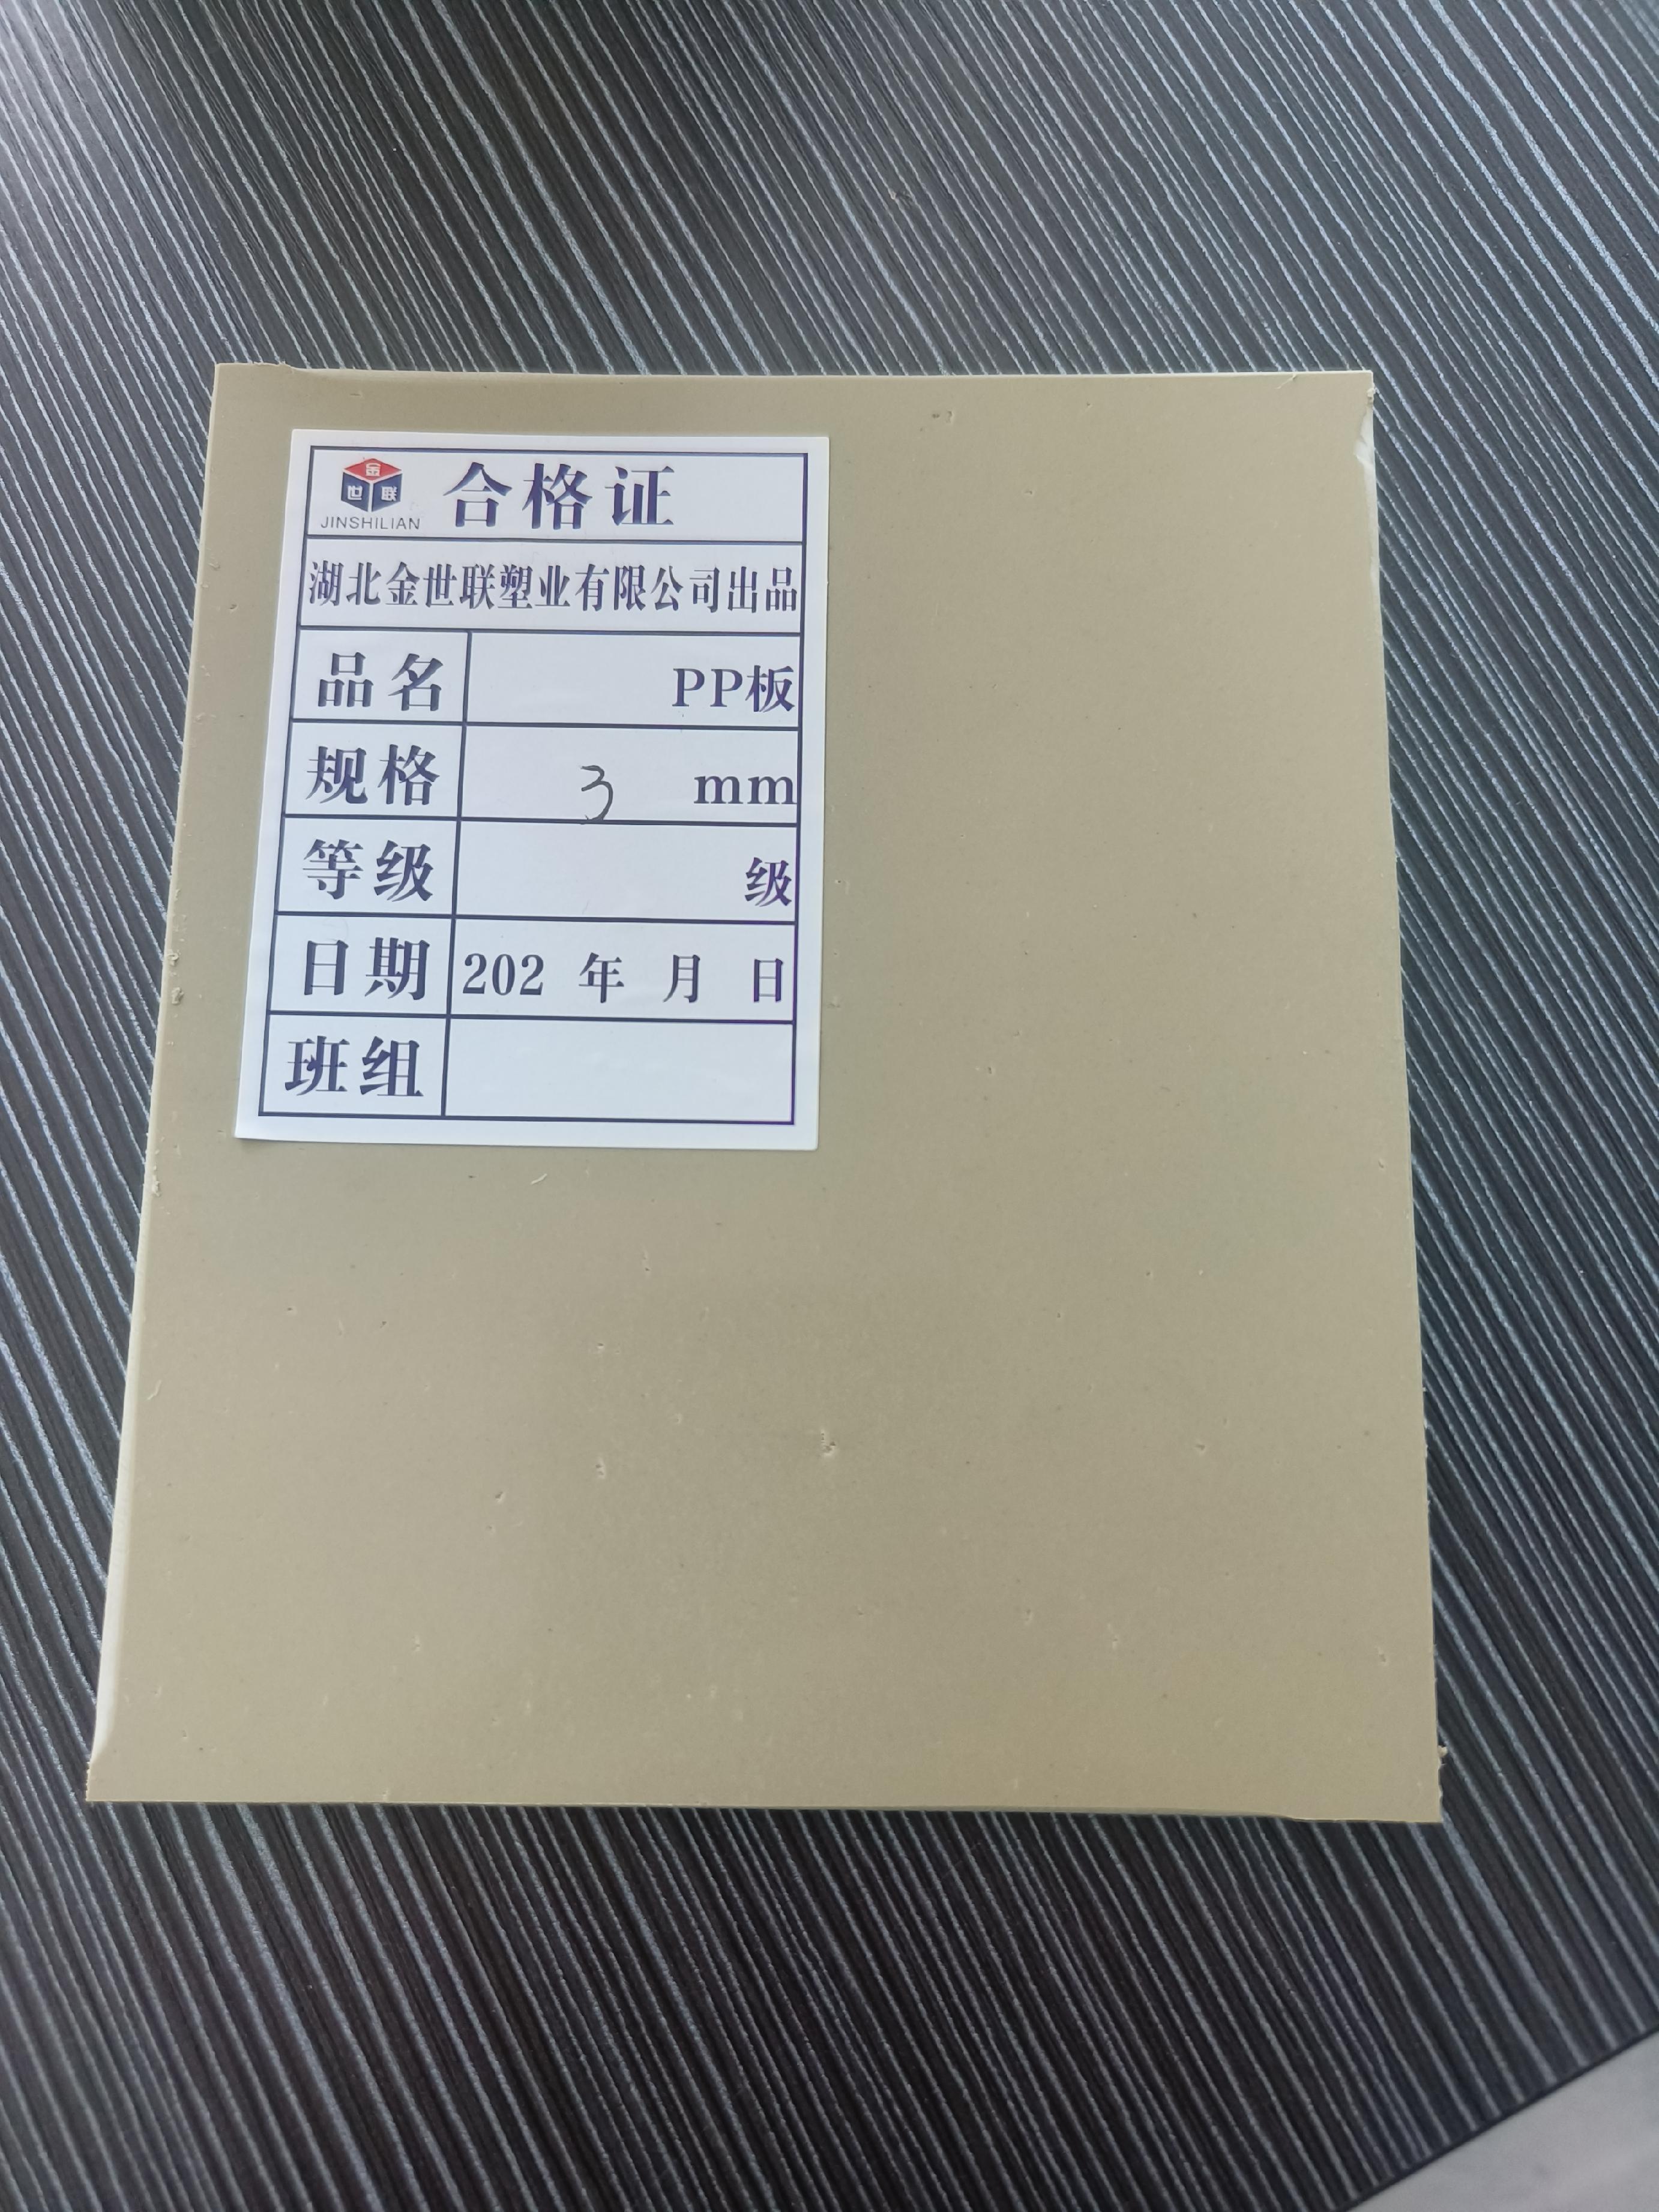 金
世 联
JINSHILIAN
合格证
湖北金世联塑业有限公司出品
品名 PP板
规格 3 mm
等级 级
日期 202 年 月 日
班组